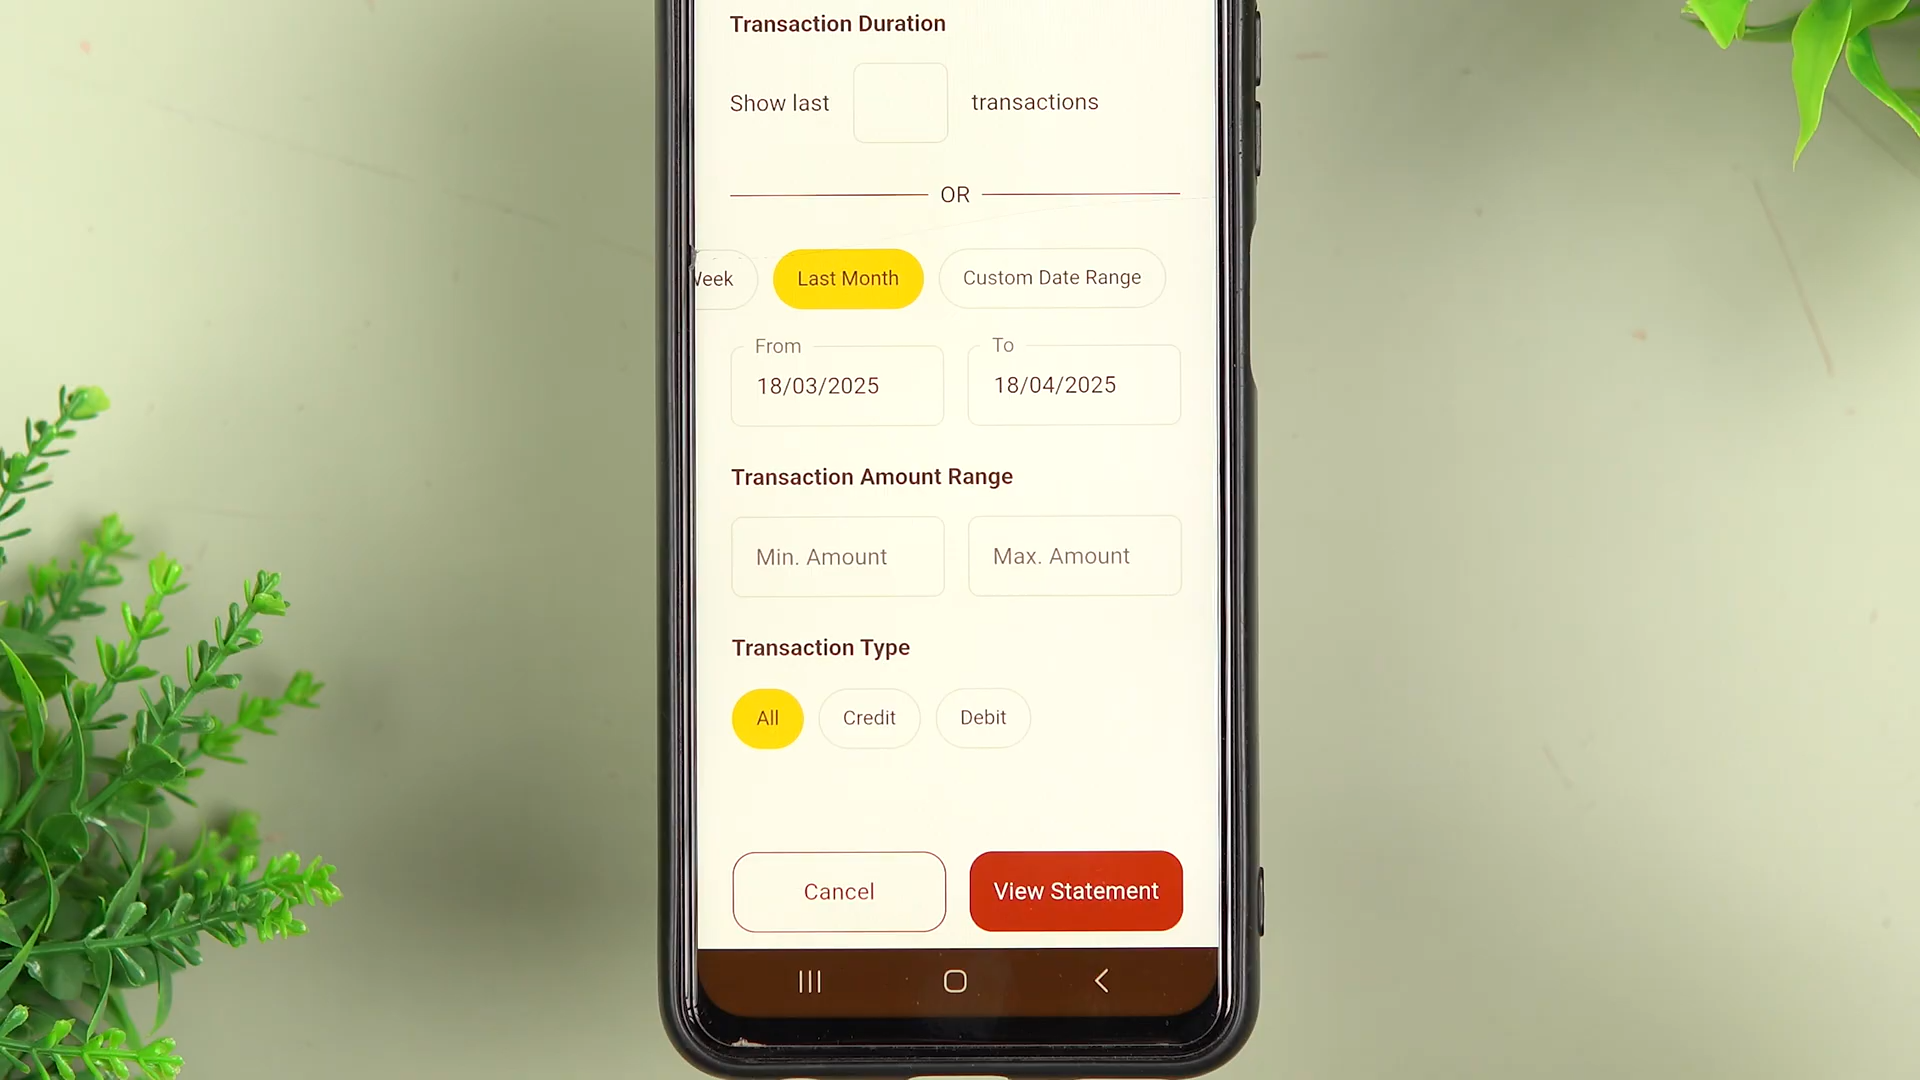 Transaction Duration
Show last transactions
OR
Week Last Month Custom Date Range
From To
18/03/2025 18/04/2025
Transaction Amount Range
Min. Amount Max. Amount
Transaction Type
All Credit Debit
Cancel View Statement